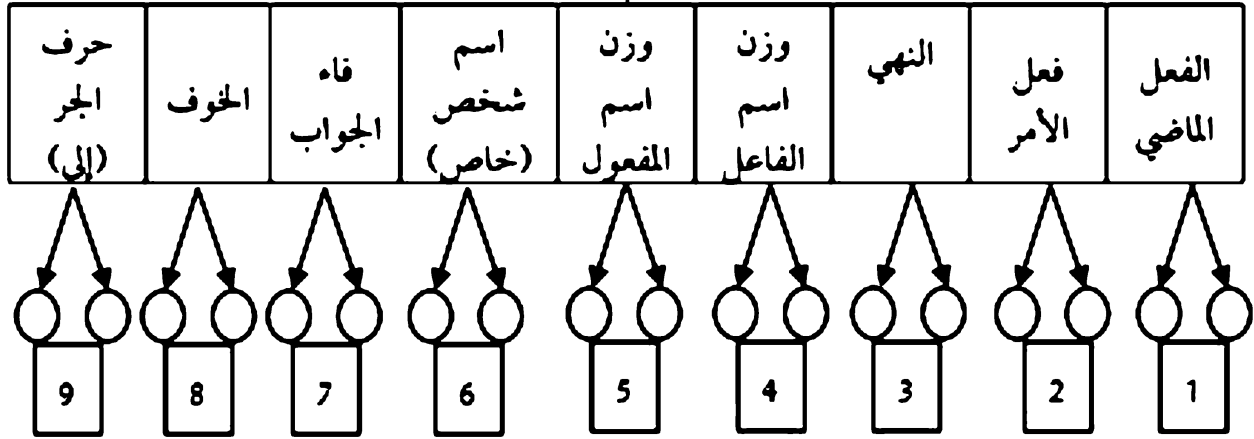 الفعل
الماضي
فعل
الأمر
النهي
وزن
اسم
الفاعل
وزن
اسم
المفعول
اسم
شخص
(خاص)
فاء
الجواب
الخوف
حرف
الجر
(إلى)
1
2
3
4
5
6
7
8
9